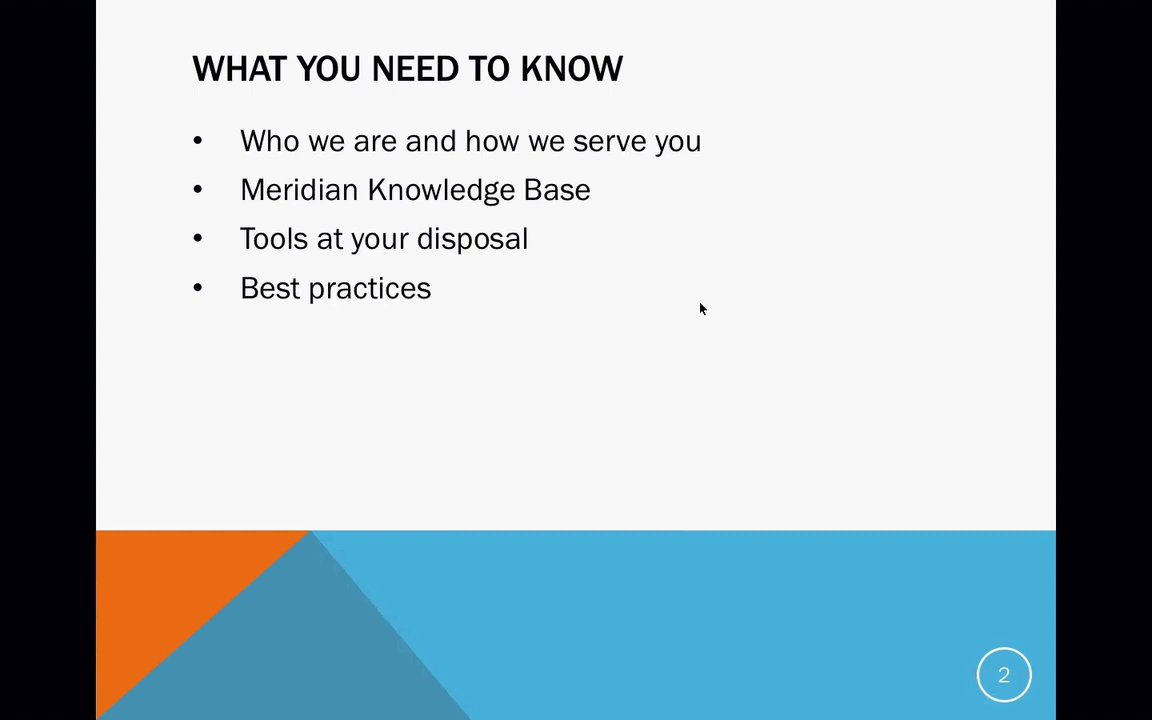 WHAT YOU NEED TO KNOW
• Who we are and how we serve you
• Meridian Knowledge Base
• Tools at your disposal
• Best practices
2